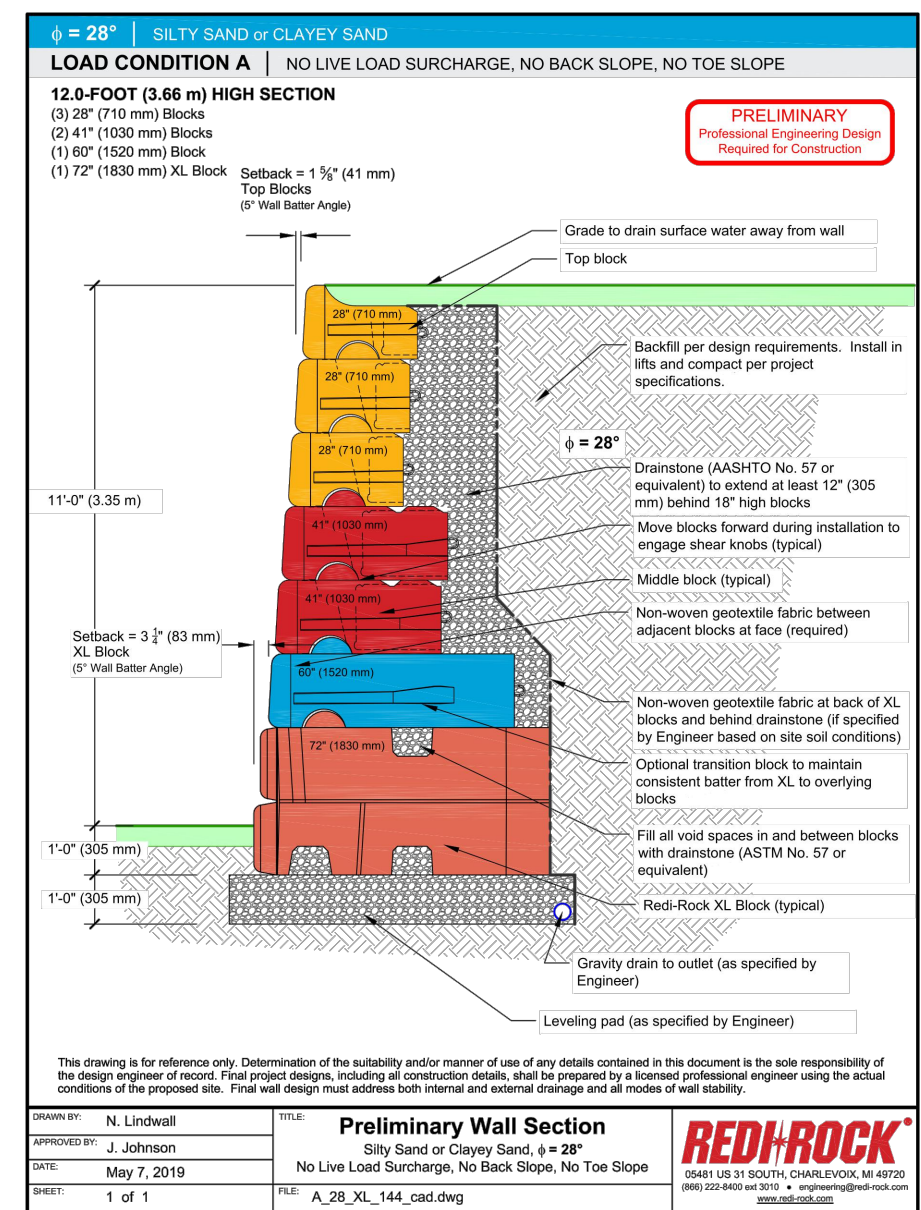 ϕ = 28° | SILTY SAND or CLAYEY SAND
LOAD CONDITION A | NO LIVE LOAD SURCHARGE, NO BACK SLOPE, NO TOE SLOPE
12.0-FOOT (3.66 m) HIGH SECTION
(3) 28" (710 mm) Blocks
(2) 41" (1030 mm) Blocks
(1) 60" (1520 mm) Block
(1) 72" (1830 mm) XL Block
PRELIMINARY
Professional Engineering Design
Required for Construction
Setback = 1 5/8" (41 mm)
Top Blocks
(5° Wall Batter Angle)
Grade to drain surface water away from wall
Top block
28" (710 mm)
Backfill per design requirements. Install in
lifts and compact per project
specifications.
28" (710 mm)
ϕ = 28°
28" (710 mm)
Drainstone (AASHTO No. 57 or
equivalent) to extend at least 12" (305
mm) behind 18" high blocks
11'-0" (3.35 m)
41" (1030 mm)
Move blocks forward during installation to
engage shear knobs (typical)
Middle block (typical)
41" (1030 mm)
Non-woven geotextile fabric between
adjacent blocks at face (required)
Setback = 3 1/4" (83 mm)
XL Block
(5° Wall Batter Angle)
60" (1520 mm)
Non-woven geotextile fabric at back of XL
blocks and behind drainstone (if specified
by Engineer based on site soil conditions)
72" (1830 mm)
Optional transition block to maintain
consistent batter from XL to overlying
blocks
Fill all void spaces in and between blocks
with drainstone (ASTM No. 57 or
equivalent)
1'-0" (305 mm)
1'-0" (305 mm)
Redi-Rock XL Block (typical)
Gravity drain to outlet (as specified by
Engineer)
Leveling pad (as specified by Engineer)
This drawing is for reference only. Determination of the suitability and/or manner of use of any details contained in this document is the sole responsibility of
the design engineer of record. Final project designs, including all construction details, shall be prepared by a licensed professional engineer using the actual
conditions of the proposed site. Final wall design must address both internal and external drainage and all modes of wall stability.
DRAWN BY: N. Lindwall
APPROVED BY: J. Johnson
DATE: May 7, 2019
SHEET: 1 of 1
TITLE: Preliminary Wall Section
Silty Sand or Clayey Sand, ϕ = 28°
No Live Load Surcharge, No Back Slope, No Toe Slope
FILE: A_28_XL_144_cad.dwg
REDI-ROCK®
05481 US 31 SOUTH, CHARLEVOIX, MI 49720
(866) 222-8400 ext 3010 • engineering@redi-rock.com
www.redi-rock.com